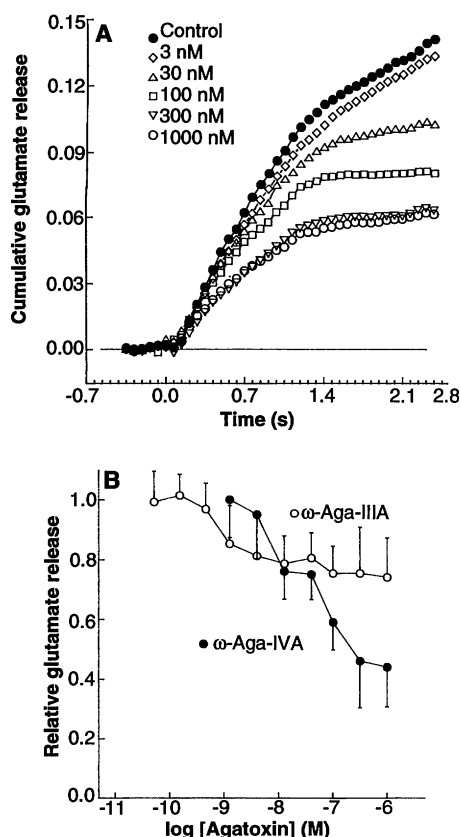 A
Control
3 nM
30 nM
100 nM
300 nM
1000 nM
0.15
0.12
0.09
0.06
0.03
0.00
Cumulative glutamate release
-0.7 0.0 0.7 1.4 2.1 2.8
Time (s)
B
ω-Aga-IIIA
ω-Aga-IVA
1.0
0.8
0.6
0.4
0.2
0.0
Relative glutamate release
-11 -10 -9 -8 -7 -6
log [Agatoxin] (M)